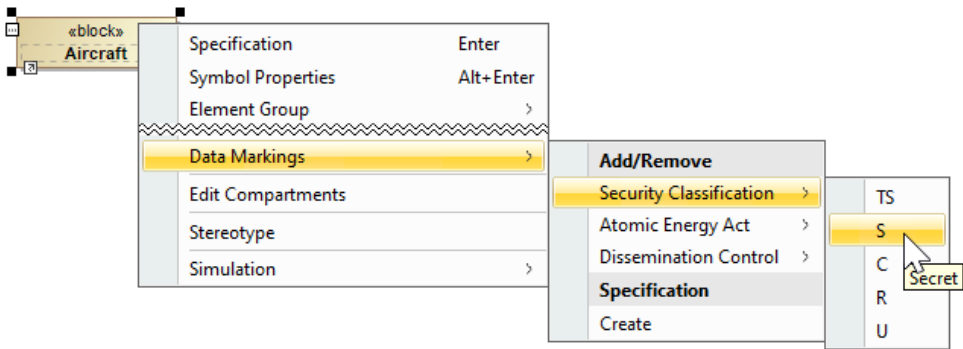 «block»
Aircraft
Specification Enter
Symbol Properties Alt+Enter
Element Group
Data Markings
Edit Compartments
Stereotype
Simulation
Add/Remove
Security Classification
Atomic Energy Act
Dissemination Control
Specification
Create
TS
S
Secret
C
R
U